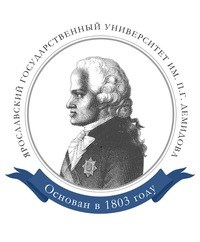 ЯРОСЛАВСКИЙ ГОСУДАРСТВЕННЫЙ УНИВЕРСИТЕТ ИМ. П.Г. ДЕМИДОВА
Основан в 1803 году